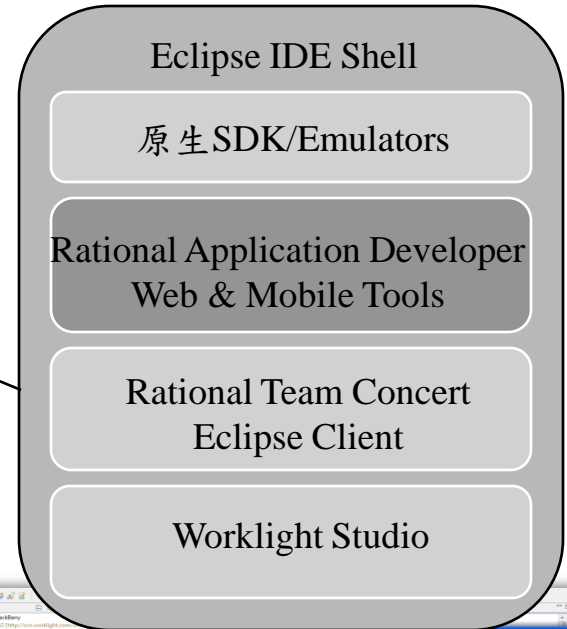 Eclipse IDE Shell
原生SDK/Emulators
Rational Application Developer
Web & Mobile Tools
Rational Team Concert
Eclipse Client
Worklight Studio